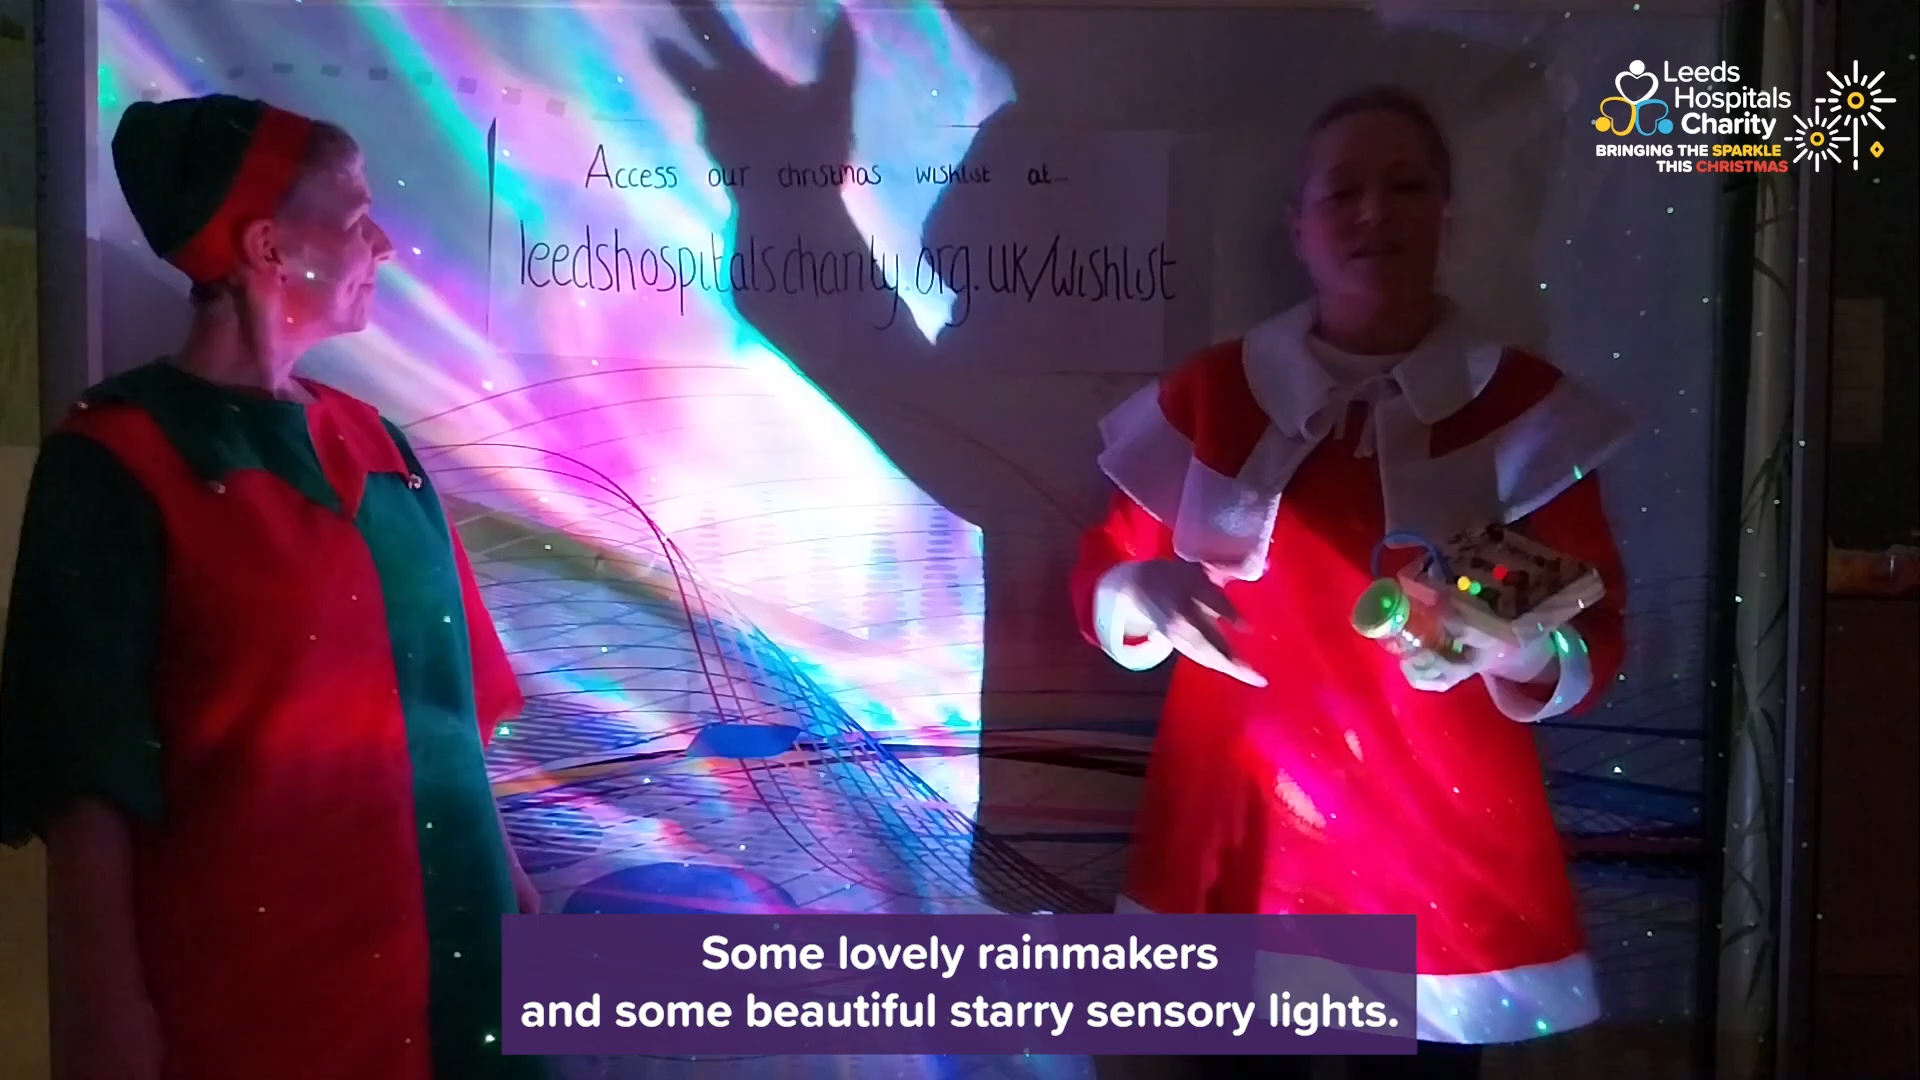 Leeds
Hospitals
Charity
BRINGING THE SPARKLE
THIS CHRISTMAS
Access our christmas wishlist at...
leedshospitalscharity.org.uk/wishlist
Some lovely rainmakers
and some beautiful starry sensory lights.